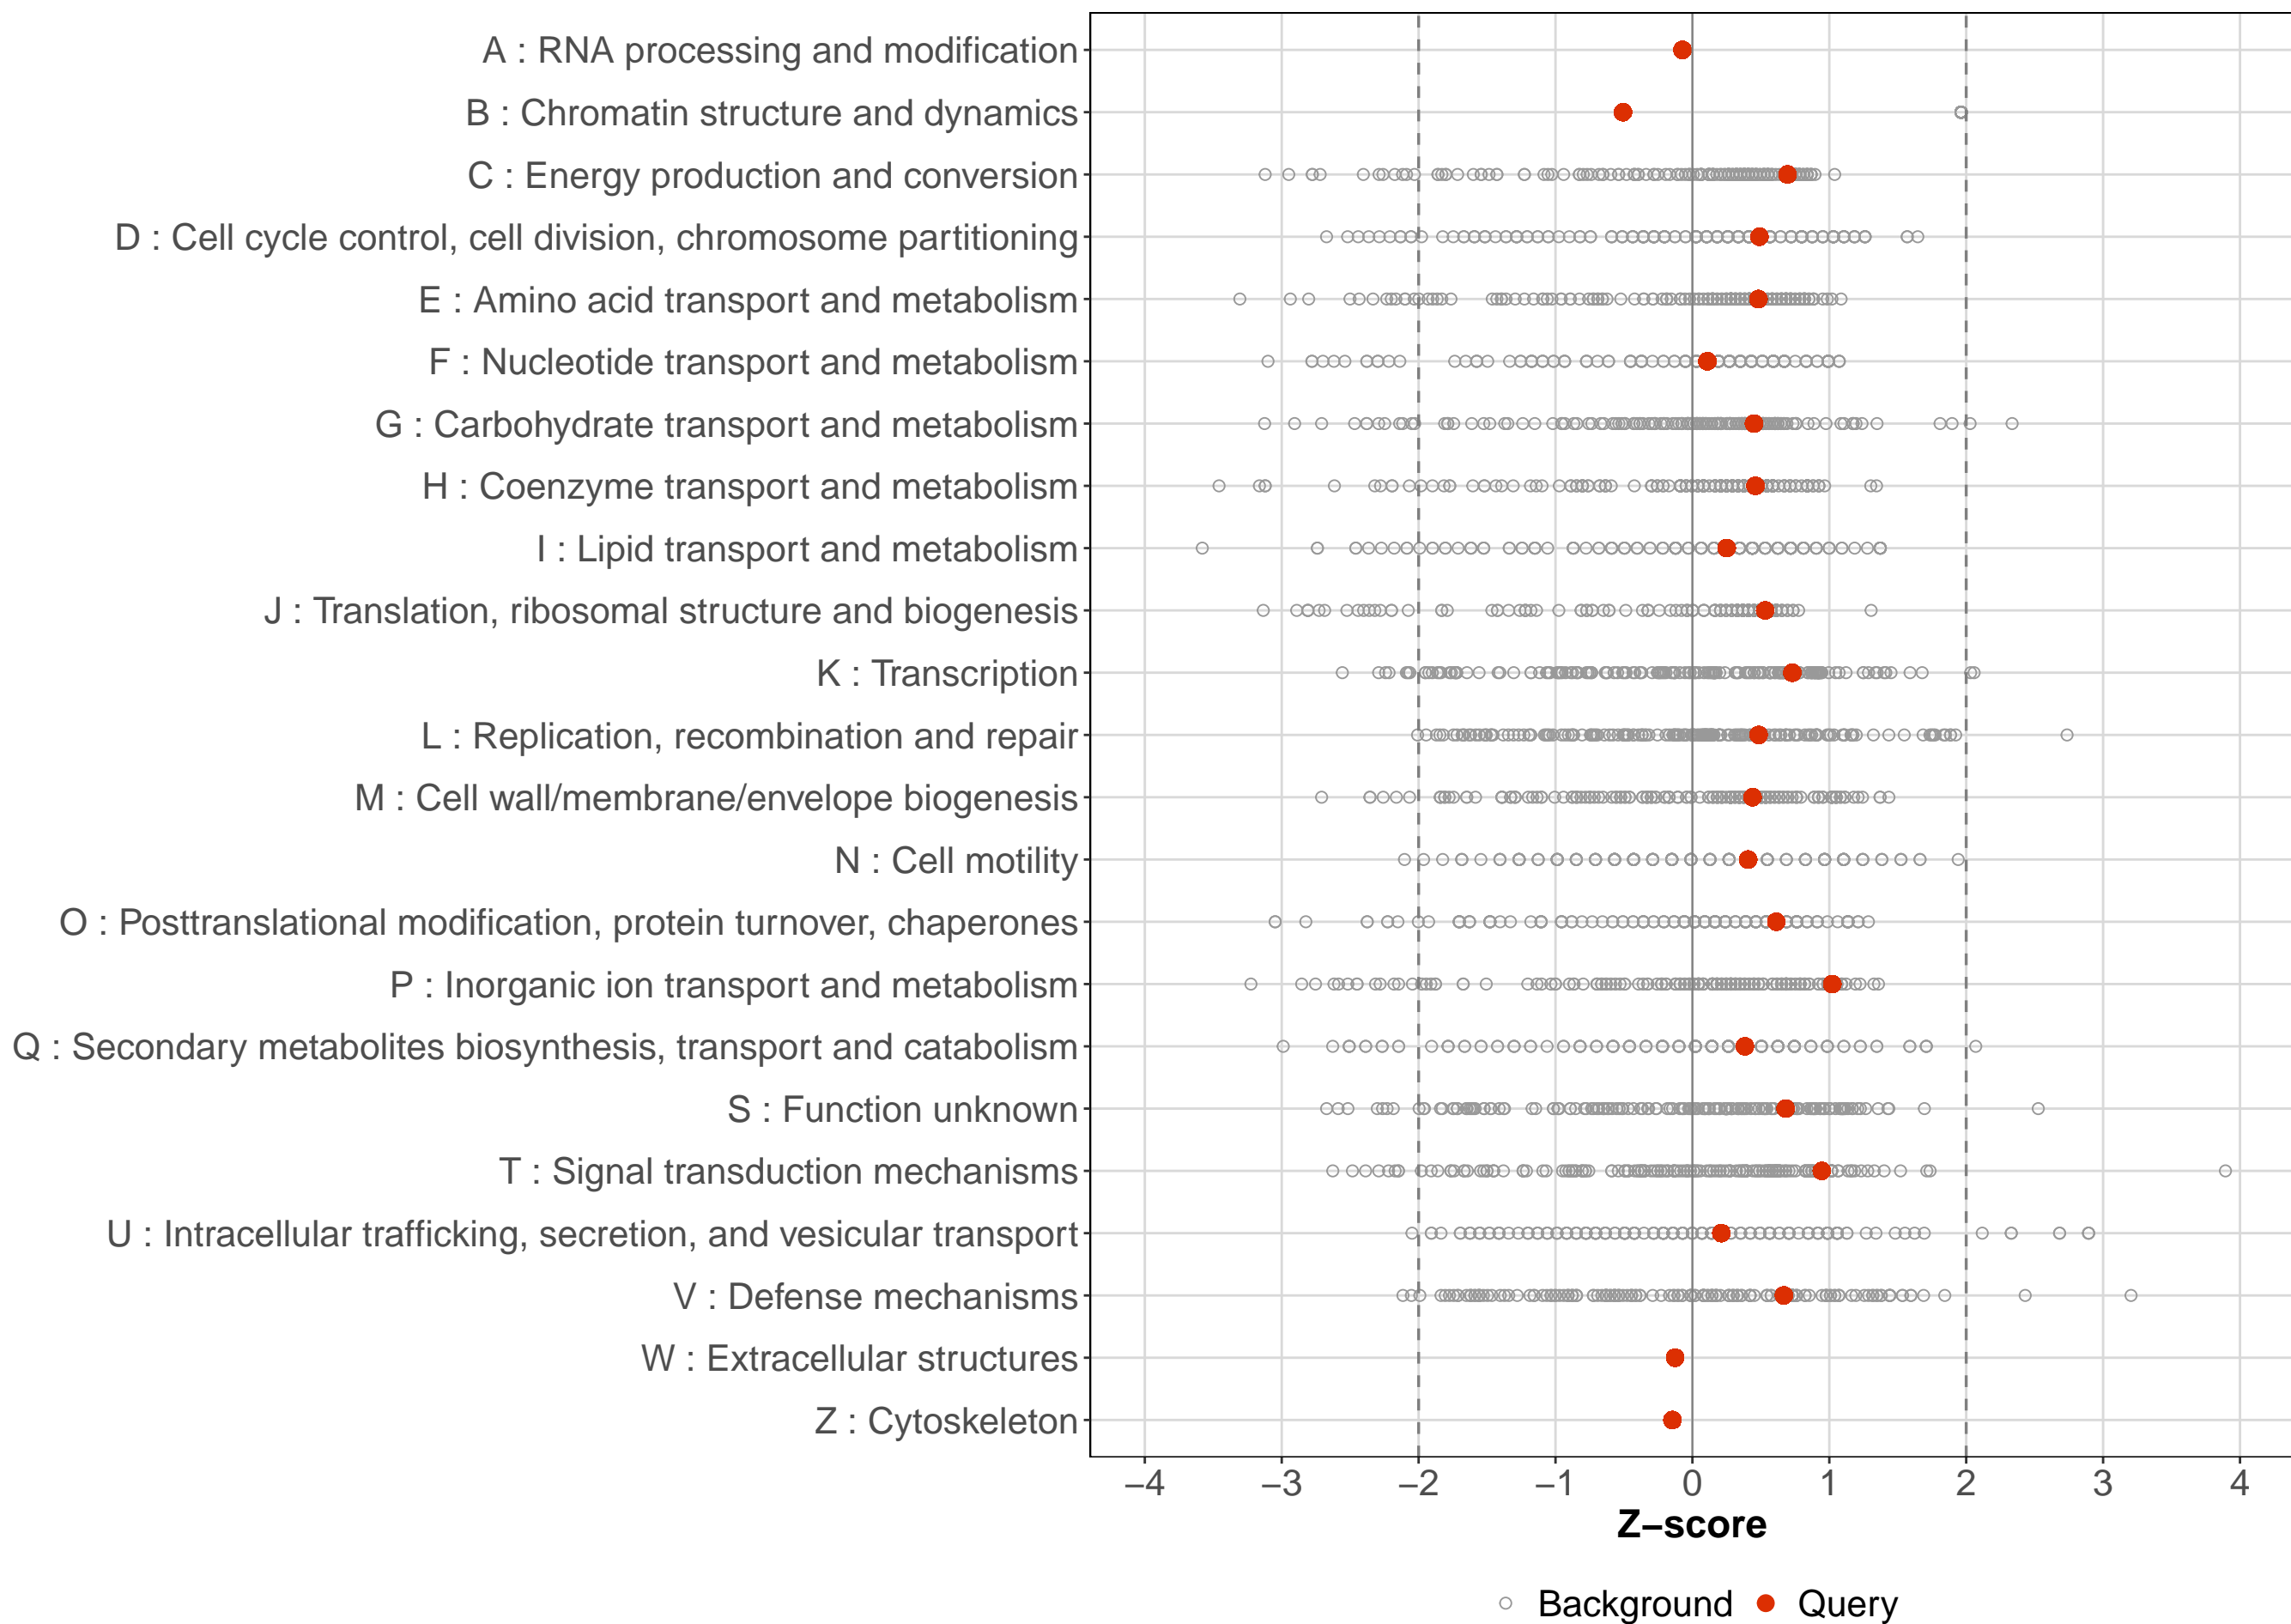 A : RNA processing and modification
B : Chromatin structure and dynamics
C : Energy production and conversion
D : Cell cycle control, cell division, chromosome partitioning
E : Amino acid transport and metabolism
F : Nucleotide transport and metabolism
G : Carbohydrate transport and metabolism
H : Coenzyme transport and metabolism
I : Lipid transport and metabolism
J : Translation, ribosomal structure and biogenesis
K : Transcription
L : Replication, recombination and repair
M : Cell wall/membrane/envelope biogenesis
N : Cell motility
O : Posttranslational modification, protein turnover, chaperones
P : Inorganic ion transport and metabolism
Q : Secondary metabolites biosynthesis, transport and catabolism
S : Function unknown
T : Signal transduction mechanisms
U : Intracellular trafficking, secretion, and vesicular transport
V : Defense mechanisms
W : Extracellular structures
Z : Cytoskeleton
−4 −3 −2 −1 0 1 2 3 4
Z−score
Background Query